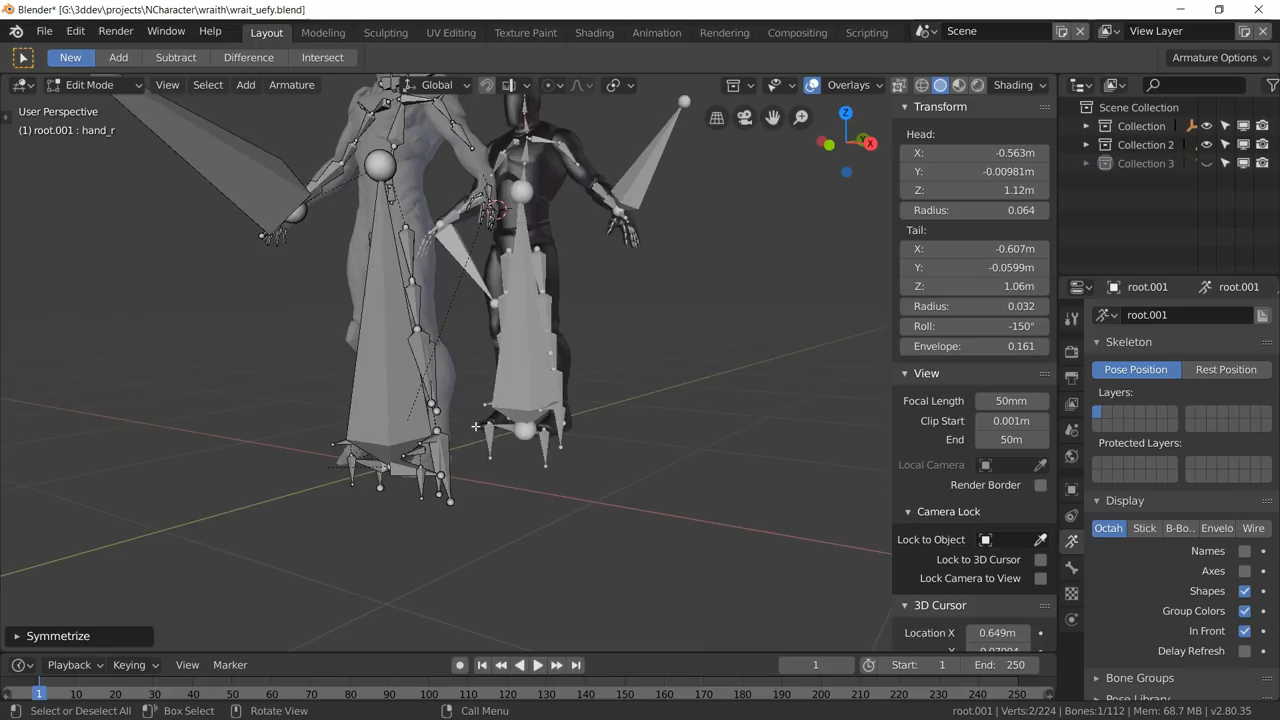 Blender* [G:\3ddev\projects\NCharacter\wraith\wrait_uefy.blend]
File Edit Render Window Help Layout Modeling Sculpting UV Editing Texture Paint Shading Animation Rendering Compositing Scripting Scene View Layer
New Add Subtract Difference Intersect Armature Options
Edit Mode View Select Add Armature Global Overlays Shading
User Perspective
(1) root.001 : hand_r
Transform
Head:
X: -0.563m
Y: -0.00981m
Z: 1.12m
Radius: 0.064
Tail:
X: -0.607m
Y: -0.0599m
Z: 1.06m
Radius: 0.032
Roll: -150°
Envelope: 0.161
View
Focal Length 50mm
Clip Start 0.001m
End 50m
Local Camera
Render Border
Camera Lock
Lock to Object
Lock to 3D Cursor
Lock Camera to View
3D Cursor
Location X 0.649m
Scene Collection
Collection
Collection 2
Collection 3
root.001 root.001
root.001
Skeleton
Pose Position Rest Position
Layers:
Protected Layers:
Display
Octah Stick B-Bo.. Envelo Wire
Names
Axes
Shapes
Group Colors
In Front
Delay Refresh
Bone Groups
Symmetrize
Playback Keying View Marker 1 Start: 1 End: 250
1 10 20 30 40 50 60 70 80 90 100 110 120 130 140 150 160 170 180 190 200 210 220 230 240 250
Select or Deselect All Box Select Rotate View Call Menu root.001 | Verts:2/224 | Bones:1/112 | Mem: 68.7 MB | v2.80.35